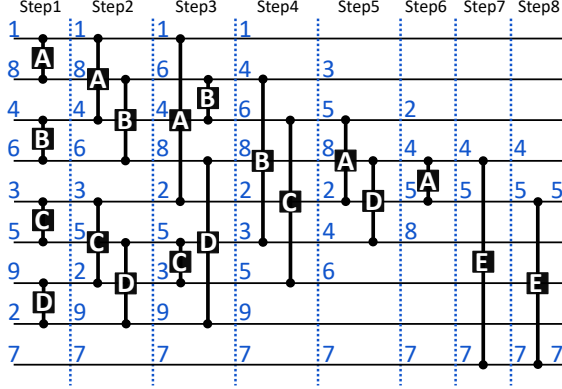 Step1 Step2 Step3 Step4 Step5 Step6 Step7 Step8
1 1 1 1
A
8 8 A 6 4 3
B
4 4 B 4 A 6 5 2
B
6 6 8 8 B 8 A 4 4 4
A
3 3 2 2 C 2 D 5 5 5 5
C
5 5 C 5 D 3 4 8
C E
9 2 D 3 5 6 E
D
2 9 9 9
7 7 7 7 7 7 7 7 7